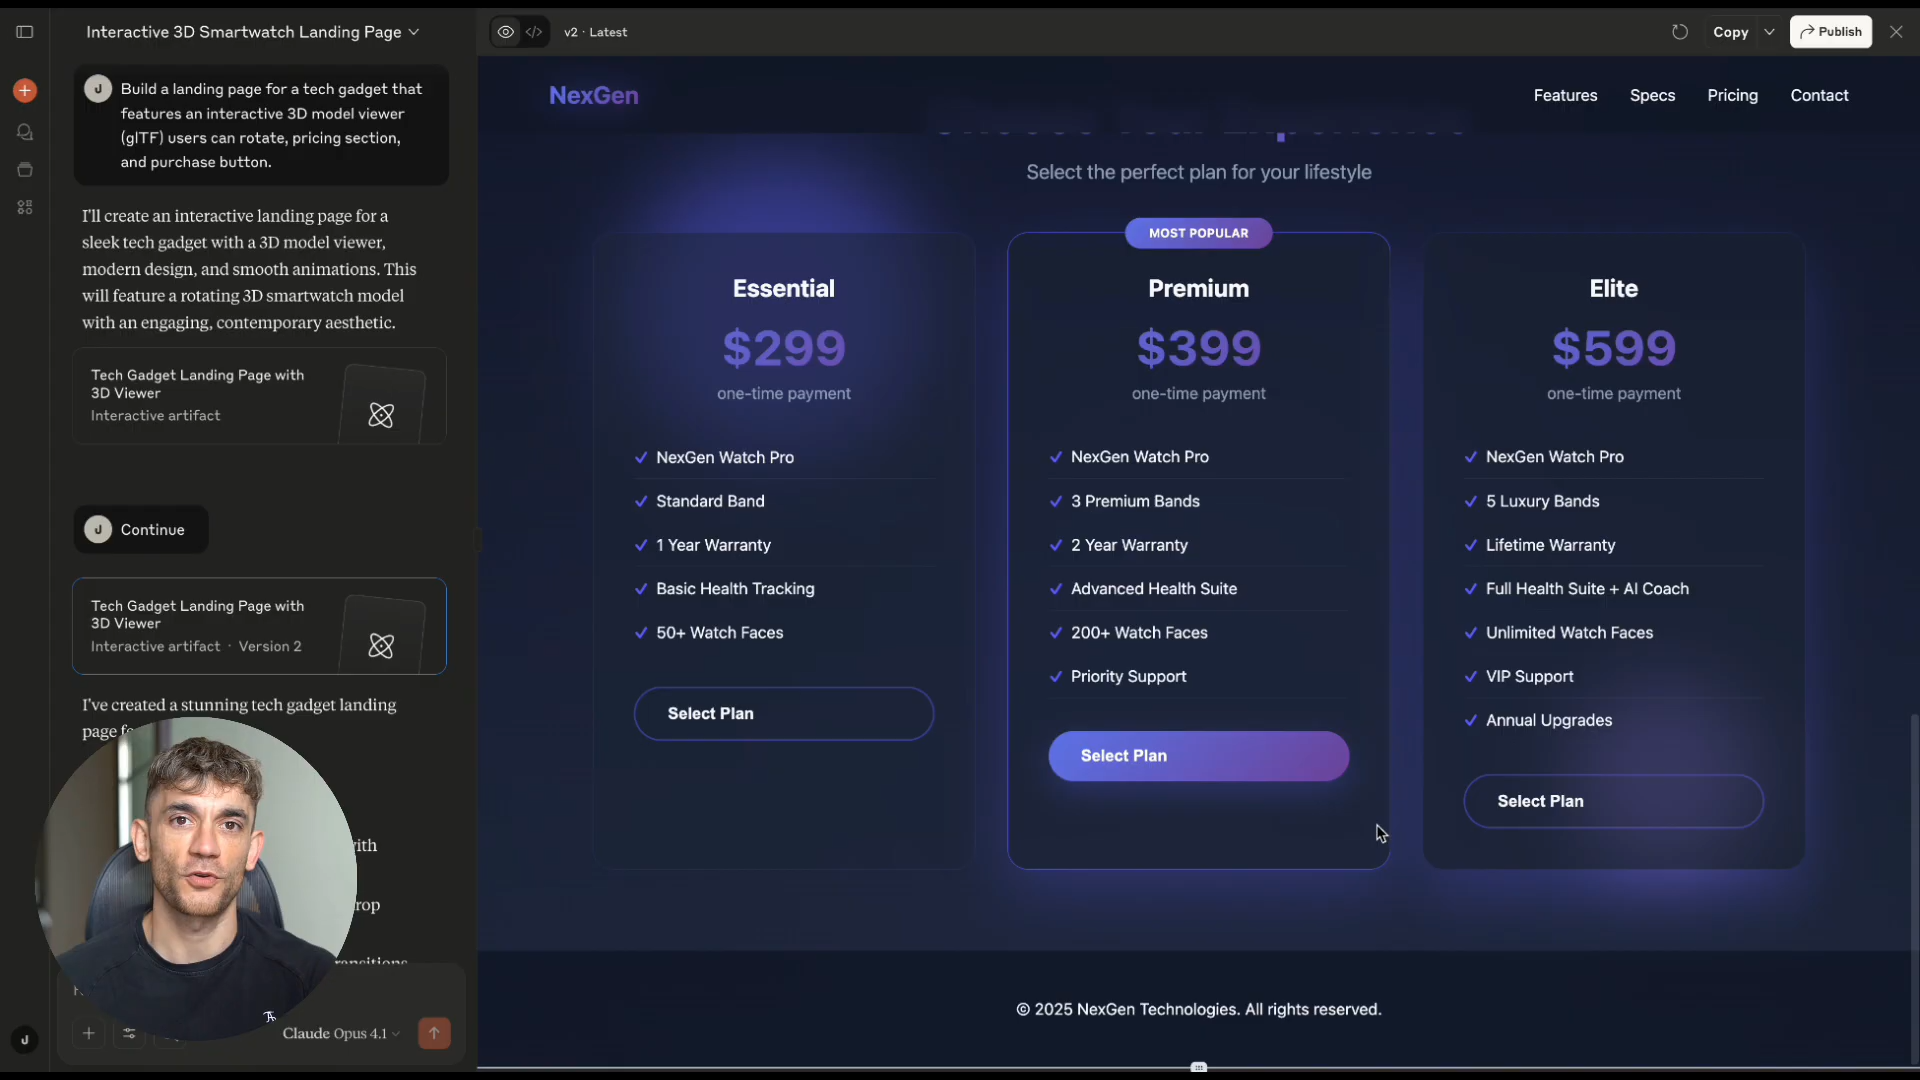 Interactive 3D Smartwatch Landing Page
J
Build a landing page for a tech gadget that
features an interactive 3D model viewer
(glTF) users can rotate, pricing section,
and purchase button.
I'll create an interactive landing page for a
sleek tech gadget with a 3D model viewer,
modern design, and smooth animations. This
will feature a rotating 3D smartwatch model
with an engaging, contemporary aesthetic.
Tech Gadget Landing Page with
3D Viewer
Interactive artifact
J
Continue
Tech Gadget Landing Page with
3D Viewer
Interactive artifact · Version 2
I've created a stunning tech gadget landing
page
Claude Opus 4.1
J
v2 · Latest
Copy
Publish
NexGen
Features
Specs
Pricing
Contact
Choose Your Experience
Select the perfect plan for your lifestyle
Essential
$299
one-time payment
NexGen Watch Pro
Standard Band
1 Year Warranty
Basic Health Tracking
50+ Watch Faces
Select Plan
MOST POPULAR
Premium
$399
one-time payment
NexGen Watch Pro
3 Premium Bands
2 Year Warranty
Advanced Health Suite
200+ Watch Faces
Priority Support
Select Plan
Elite
$599
one-time payment
NexGen Watch Pro
5 Luxury Bands
Lifetime Warranty
Full Health Suite + AI Coach
Unlimited Watch Faces
VIP Support
Annual Upgrades
Select Plan
© 2025 NexGen Technologies. All rights reserved.